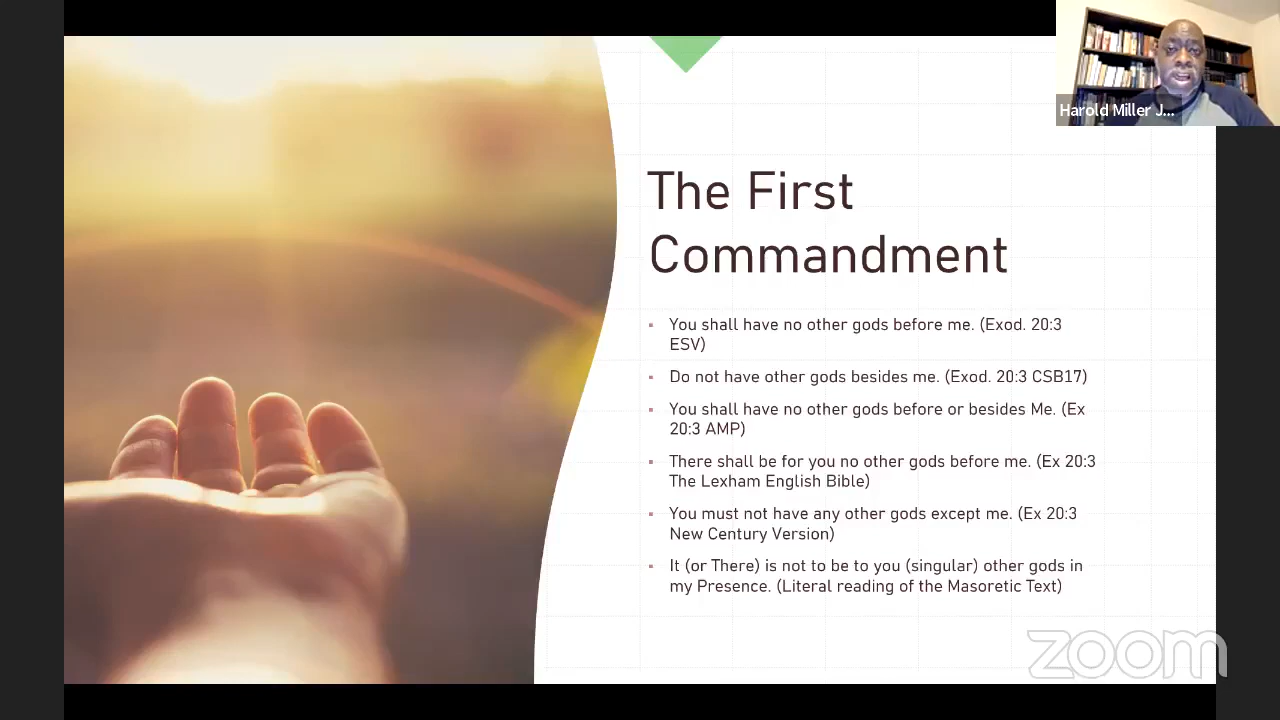 Harold Miller J...
The First
Commandment
▪ You shall have no other gods before me. (Exod. 20:3
ESV)
▪ Do not have other gods besides me. (Exod. 20:3 CSB17)
▪ You shall have no other gods before or besides Me. (Ex
20:3 AMP)
▪ There shall be for you no other gods before me. (Ex 20:3
The Lexham English Bible)
▪ You must not have any other gods except me. (Ex 20:3
New Century Version)
▪ It (or There) is not to be to you (singular) other gods in
my Presence. (Literal reading of the Masoretic Text)
zoom